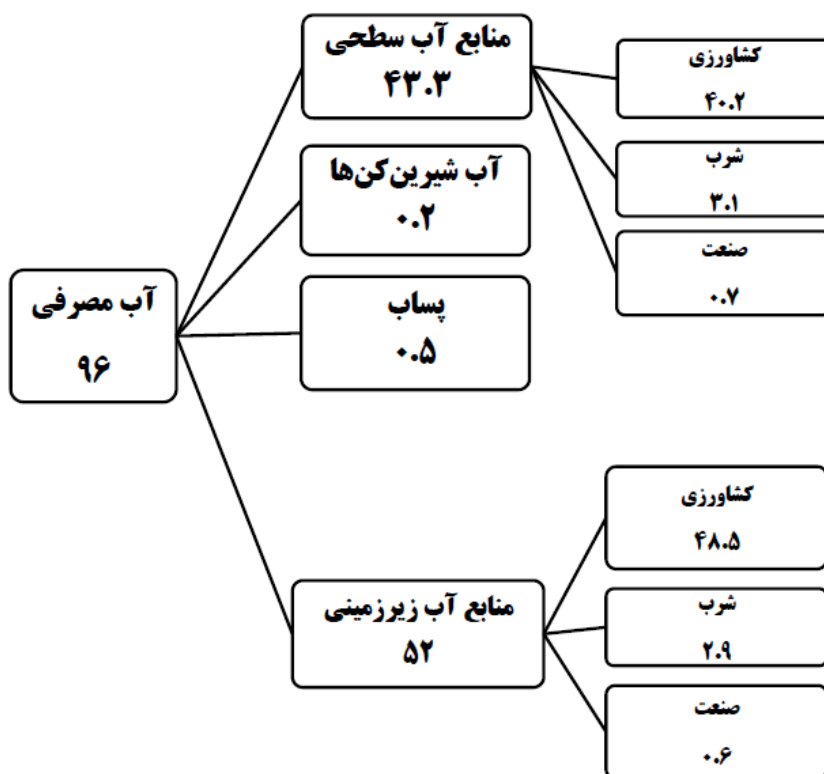 منابع آب سطحی
۴۳.۳
کشاورزی
۴۰.۲
شرب
۳.۱
صنعت
۰.۷
آب شیرین‌کن‌ها
۰.۲
پساب
۰.۵
آب مصرفی
۹۶
منابع آب زیرزمینی
۵۲
کشاورزی
۴۸.۵
شرب
۲.۹
صنعت
۰.۶